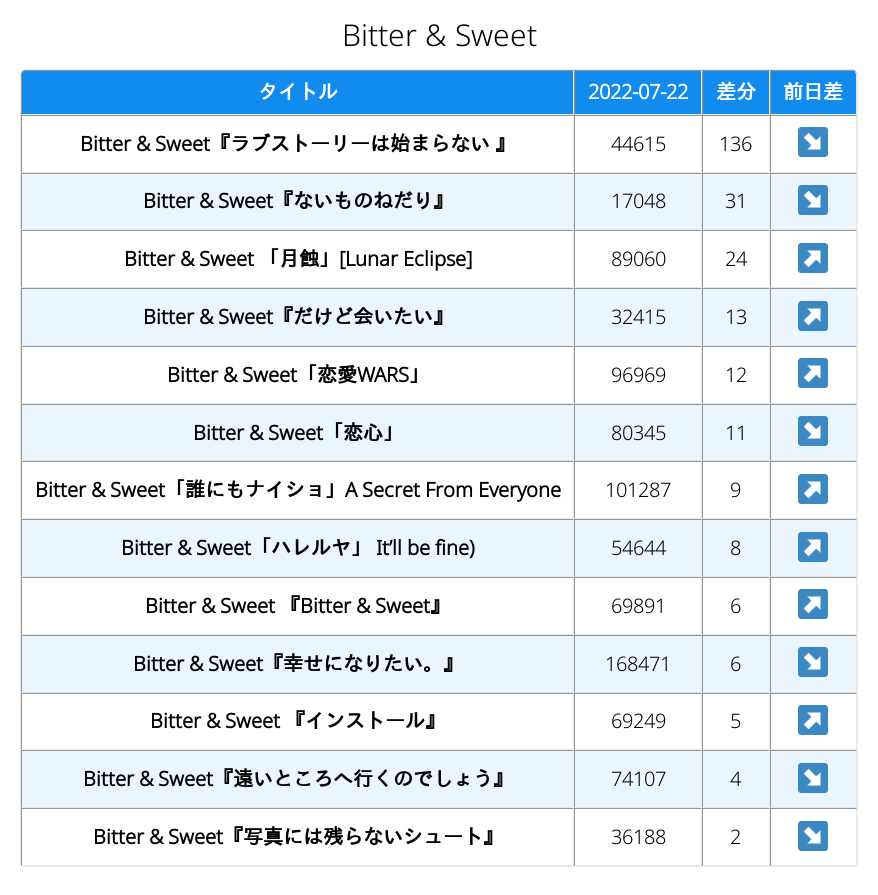 Bitter & Sweet
タイトル 2022-07-22 差分 前日差
Bitter & Sweet『ラブストーリーは始まらない 』 44615 136 ↘
Bitter & Sweet『ないものねだり』 17048 31 ↘
Bitter & Sweet 「月蝕」[Lunar Eclipse] 89060 24 ↗
Bitter & Sweet『だけど会いたい』 32415 13 ↗
Bitter & Sweet「恋愛WARS」 96969 12 ↗
Bitter & Sweet「恋心」 80345 11 ↘
Bitter & Sweet「誰にもナイショ」A Secret From Everyone 101287 9 ↗
Bitter & Sweet「ハレルヤ」 It’ll be fine) 54644 8 ↗
Bitter & Sweet 『Bitter & Sweet』 69891 6 ↗
Bitter & Sweet『幸せになりたい。』 168471 6 ↘
Bitter & Sweet 『インストール』 69249 5 ↗
Bitter & Sweet『遠いところへ行くのでしょう』 74107 4 ↘
Bitter & Sweet『写真には残らないシュート』 36188 2 ↘